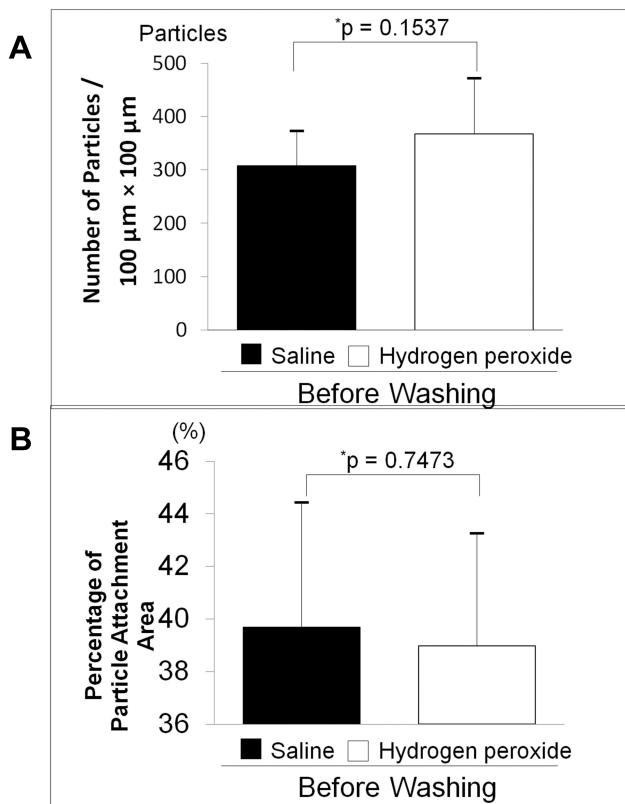 A
Particles
*p = 0.1537
Number of Particles /
100 µm × 100 µm
500
400
300
200
100
0
Saline Hydrogen peroxide
Before Washing
B
(%)
*p = 0.7473
Percentage of
Particle Attachment
Area
46
44
42
40
38
36
Saline Hydrogen peroxide
Before Washing